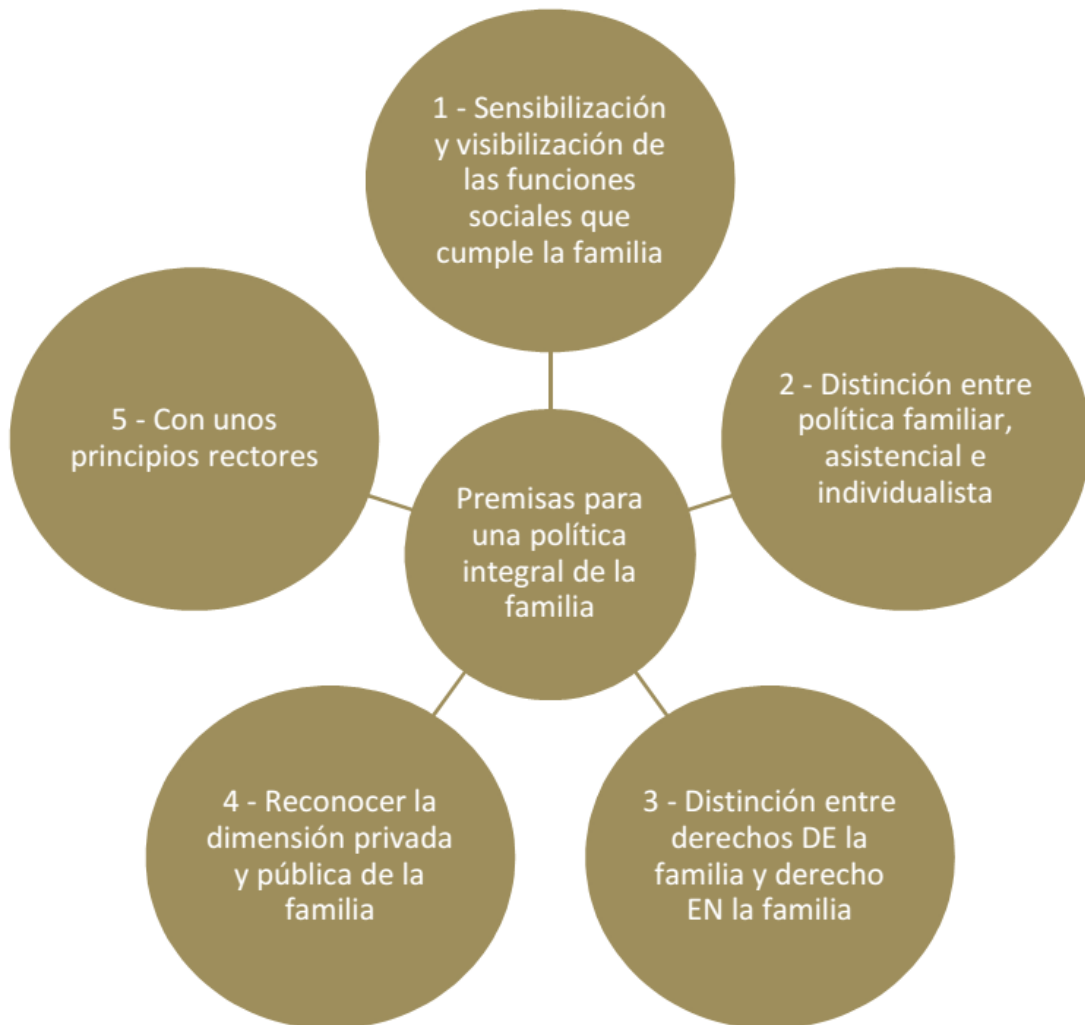 1 - Sensibilización
y visibilización de
las funciones
sociales que
cumple la familia
2 - Distinción entre
política familiar,
asistencial e
individualista
3 - Distinción entre
derechos DE la
familia y derecho
EN la familia
4 - Reconocer la
dimensión privada
y pública de la
familia
5 - Con unos
principios rectores
Premisas para
una política
integral de la
familia